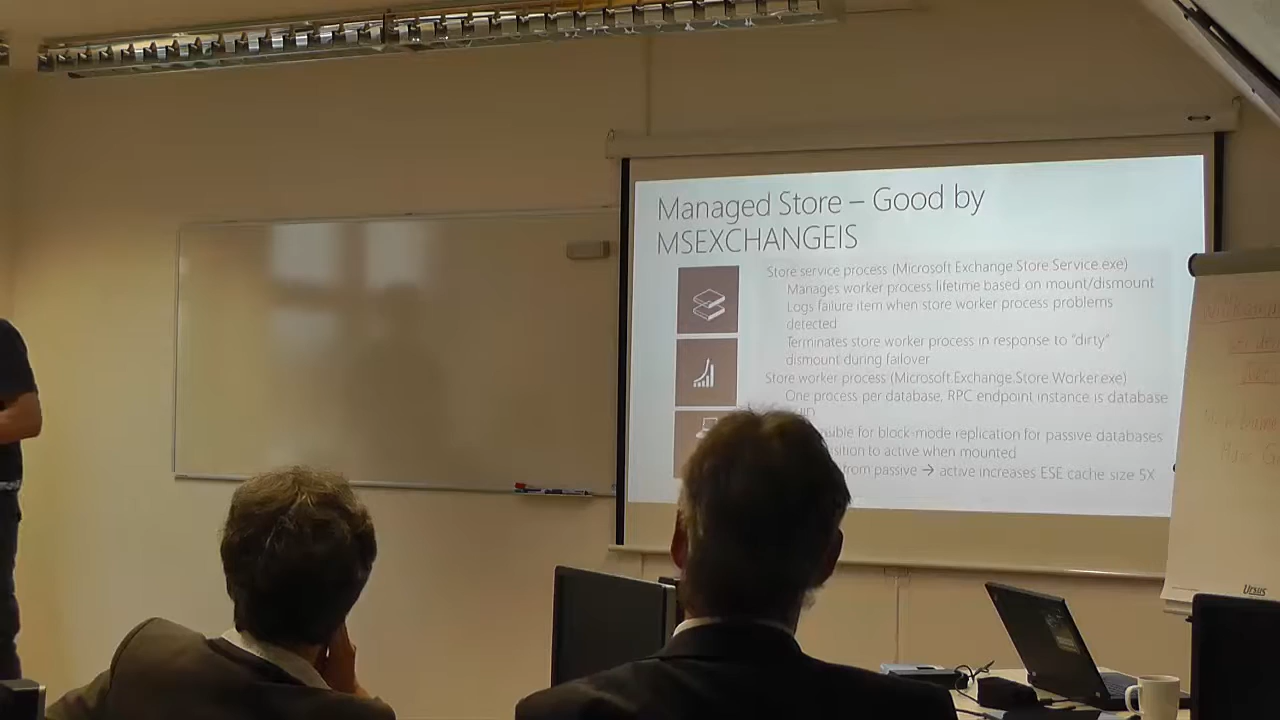 Managed Store – Good by
MSEXCHANGEIS
Store service process (Microsoft.Exchange.Store.Service.exe)
Manages worker process lifetime based on mount/dismount
Logs failure item when store worker process problems
detected
Terminates store worker process in response to "dirty"
dismount during failover
Store worker process (Microsoft.Exchange.Store.Worker.exe)
One process per database, RPC endpoint instance is database
for block-mode replication for passive databases
to active when mounted
from passive → active increases ESE cache size 5X
Ursus